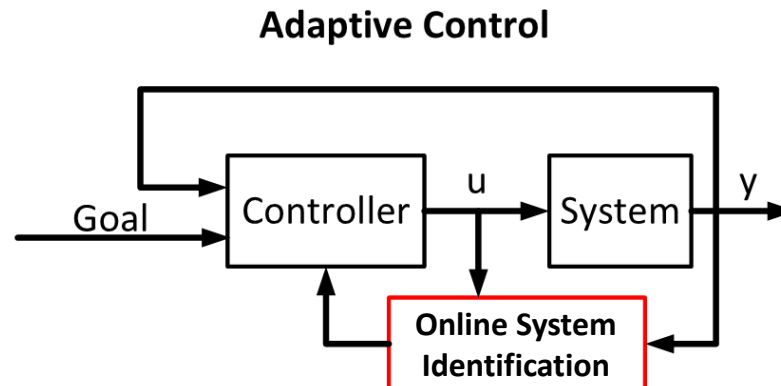 Adaptive Control
u
y
Goal
Controller
System
Online System
Identification